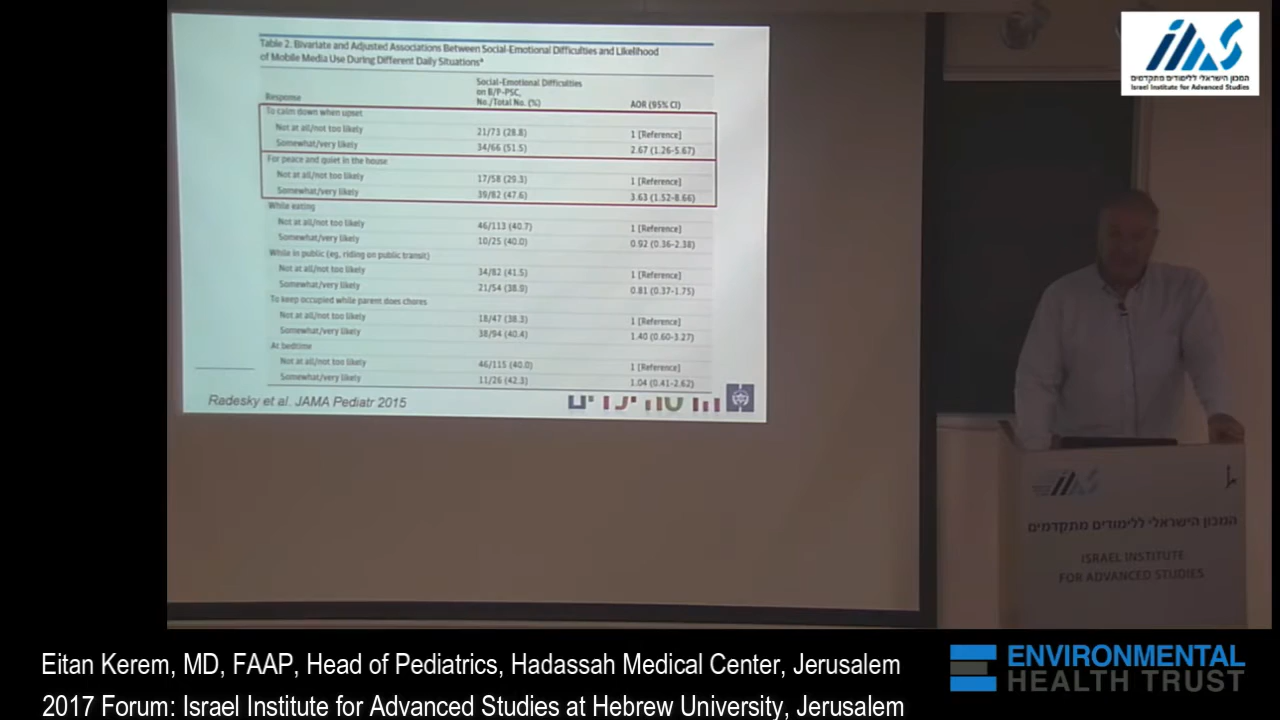 Table 2. Bivariate and Adjusted Associations Between Social-Emotional Difficulties and Likelihood
of Mobile Media Use During Different Daily Situationsᵃ
Response Social-Emotional Difficulties on B/P-PSC, No./Total No. (%) AOR (95% CI)
To calm down when upset
Not at all/not too likely 21/73 (28.8) 1 [Reference]
Somewhat/very likely 34/66 (51.5) 2.67 (1.26-5.67)
For peace and quiet in the house
Not at all/not too likely 17/58 (29.3) 1 [Reference]
Somewhat/very likely 39/82 (47.6) 3.63 (1.52-8.66)
While eating
Not at all/not too likely 46/113 (40.7) 1 [Reference]
Somewhat/very likely 10/25 (40.0) 0.92 (0.36-2.38)
While in public (eg, riding on public transit)
Not at all/not too likely 34/82 (41.5) 1 [Reference]
Somewhat/very likely 21/54 (38.9) 0.81 (0.37-1.75)
To keep occupied while parent does chores
Not at all/not too likely 18/47 (38.3) 1 [Reference]
Somewhat/very likely 38/94 (40.4) 1.40 (0.60-3.27)
At bedtime
Not at all/not too likely 46/115 (40.0) 1 [Reference]
Somewhat/very likely 11/26 (42.3) 1.04 (0.41-2.62)
Radesky et al. JAMA Pediatr 2015
IIAS
המכון הישראלי ללימודים מתקדמים
Israel Institute for Advanced Studies
IIAS
המכון הישראלי ללימודים מתקדמים
ISRAEL INSTITUTE
FOR ADVANCED STUDIES
Eitan Kerem, MD, FAAP, Head of Pediatrics, Hadassah Medical Center, Jerusalem
2017 Forum: Israel Institute for Advanced Studies at Hebrew University, Jerusalem
ENVIRONMENTAL
HEALTH TRUST